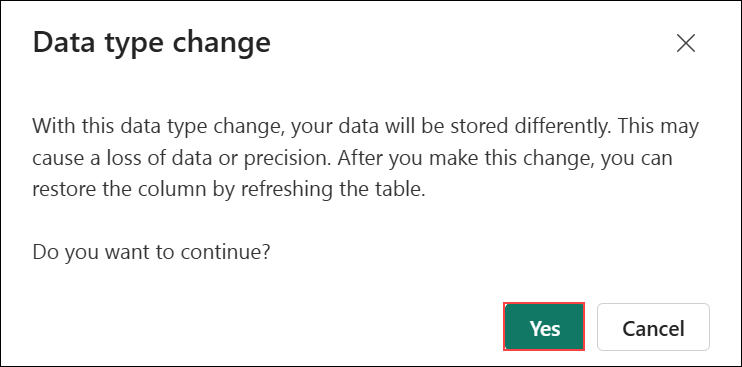 Data type change
With this data type change, your data will be stored differently. This may
cause a loss of data or precision. After you make this change, you can
restore the column by refreshing the table.
Do you want to continue?
Yes Cancel